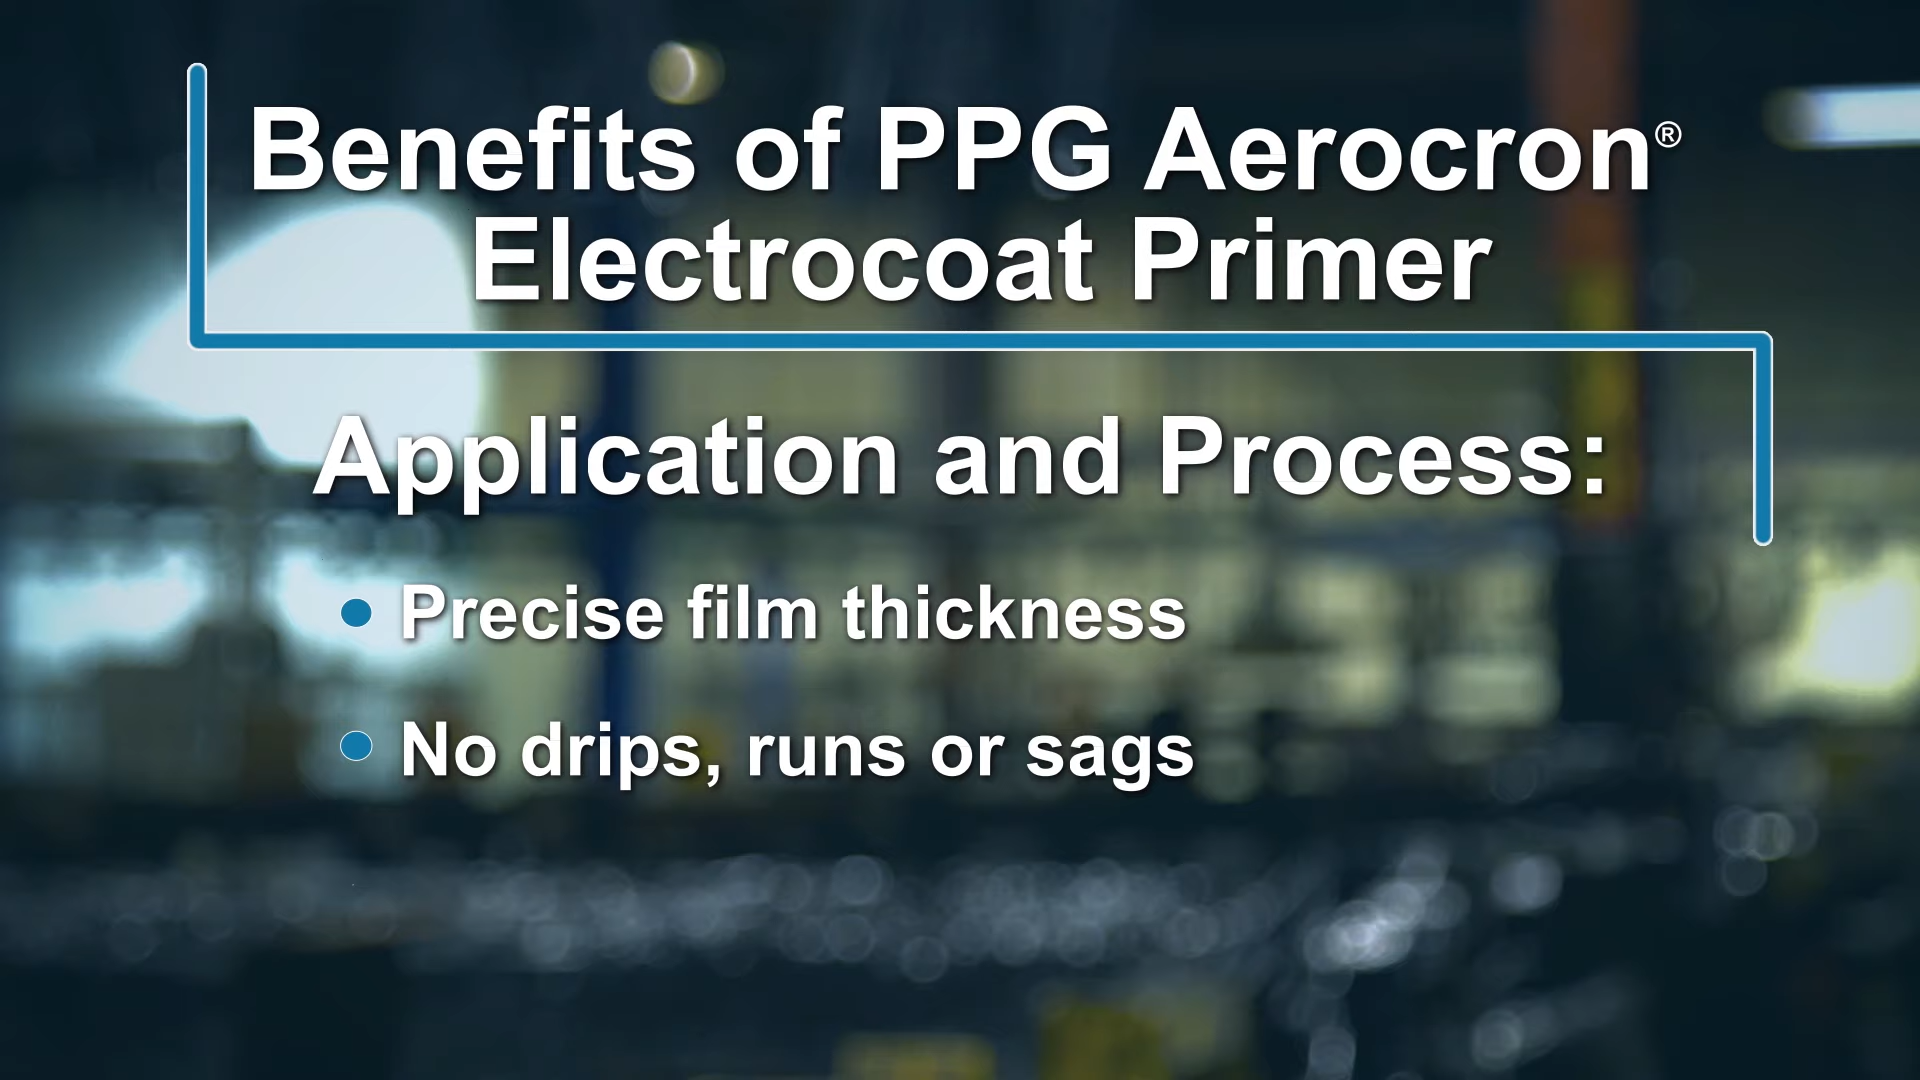 Benefits of PPG Aerocron®
Electrocoat Primer
Application and Process:
• Precise film thickness
• No drips, runs or sags